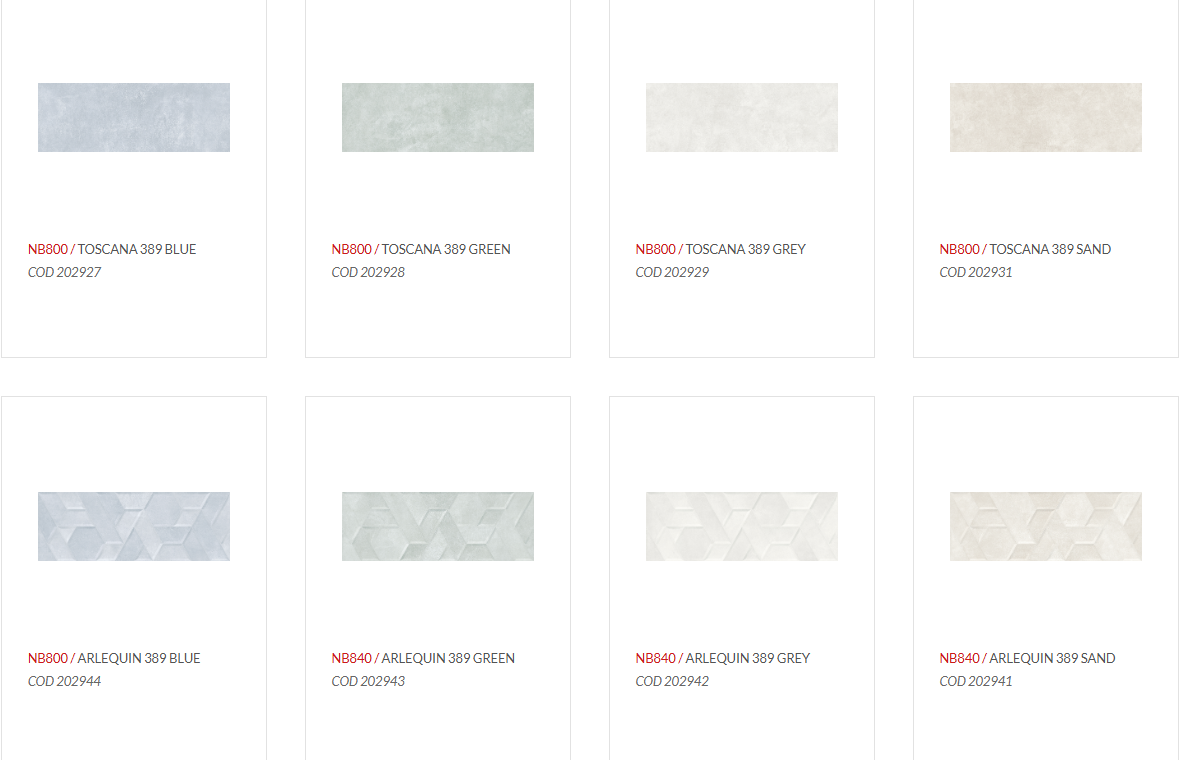 NB800 / TOSCANA 389 BLUE
COD 202927
NB800 / TOSCANA 389 GREEN
COD 202928
NB800 / TOSCANA 389 GREY
COD 202929
NB800 / TOSCANA 389 SAND
COD 202931
NB800 / ARLEQUIN 389 BLUE
COD 202944
NB840 / ARLEQUIN 389 GREEN
COD 202943
NB840 / ARLEQUIN 389 GREY
COD 202942
NB840 / ARLEQUIN 389 SAND
COD 202941